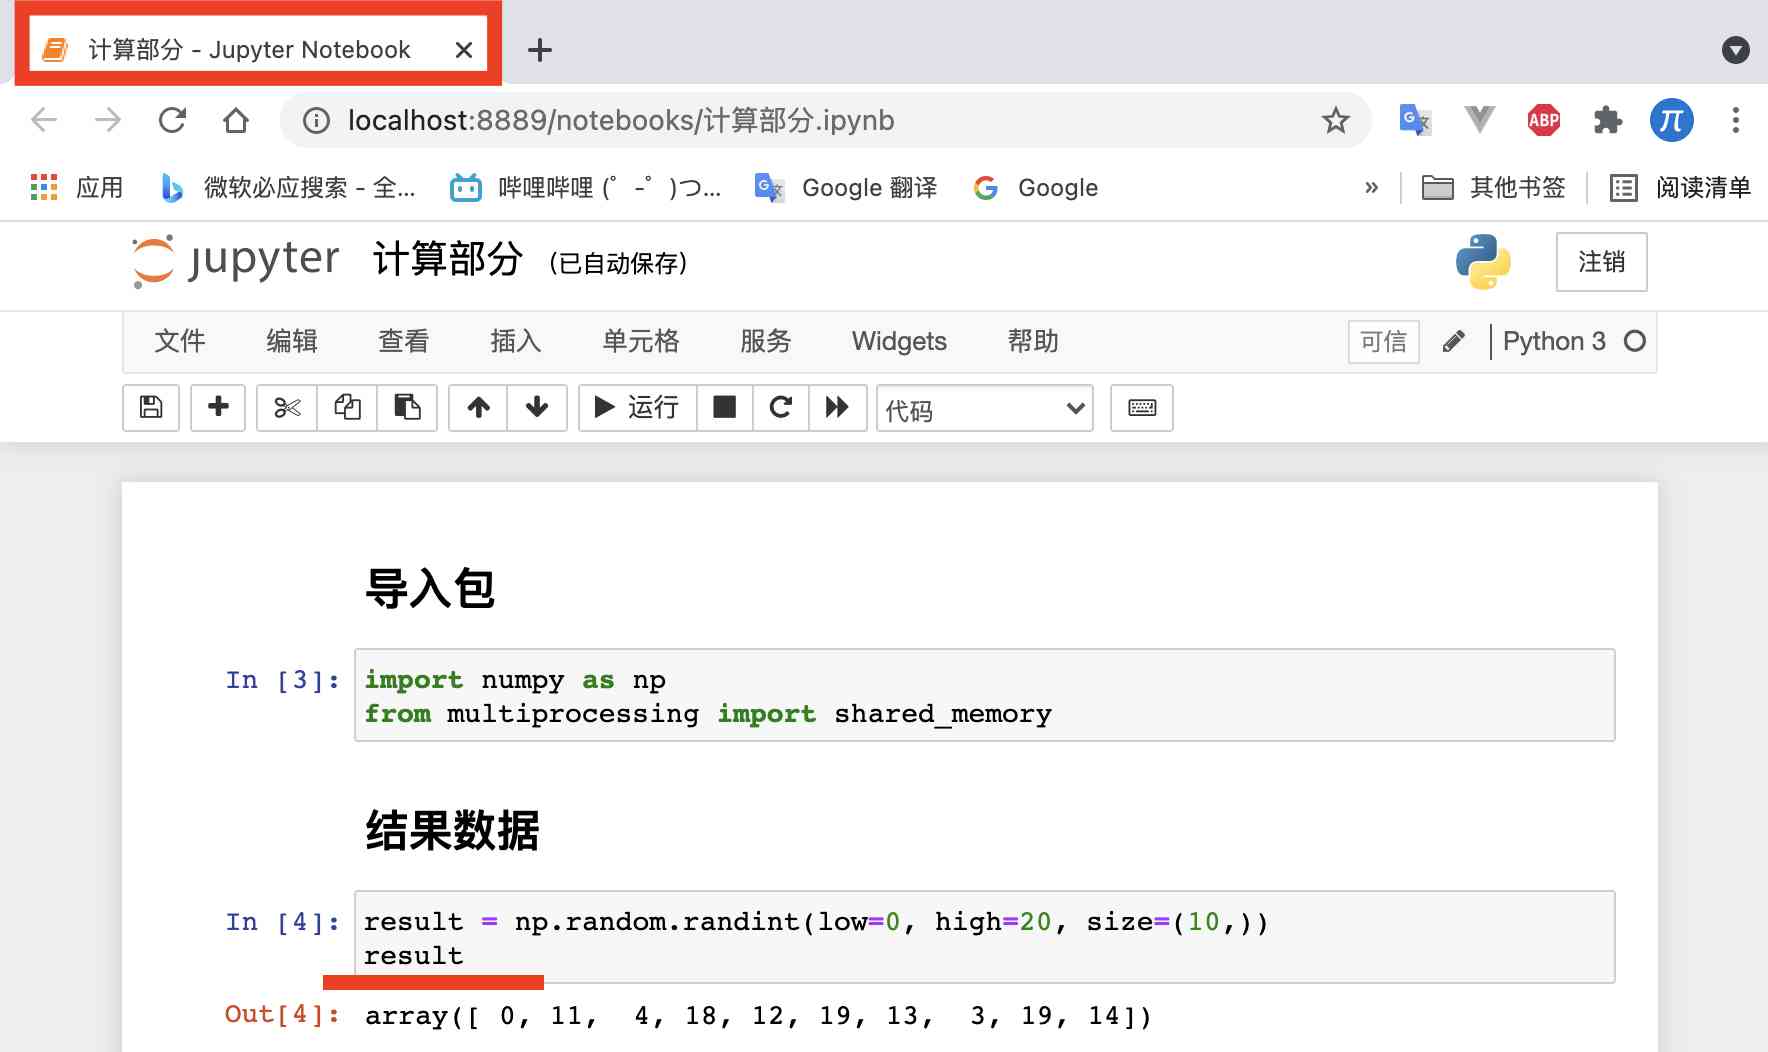 计算部分 - Jupyter Notebook
localhost:8889/notebooks/计算部分.ipynb
ABP
π
应用 微软必应搜索 - 全... 哔哩哔哩 (゜-゜)つ... Google 翻译 Google » 其他书签 阅读清单
jupyter 计算部分 (已自动保存) 注销
文件 编辑 查看 插入 单元格 服务 Widgets 帮助 可信 Python 3
运行 代码
导入包
In [3]: import numpy as np
from multiprocessing import shared_memory
结果数据
In [4]: result = np.random.randint(low=0, high=20, size=(10,))
result
Out[4]: array([ 0, 11,  4, 18, 12, 19, 13,  3, 19, 14])